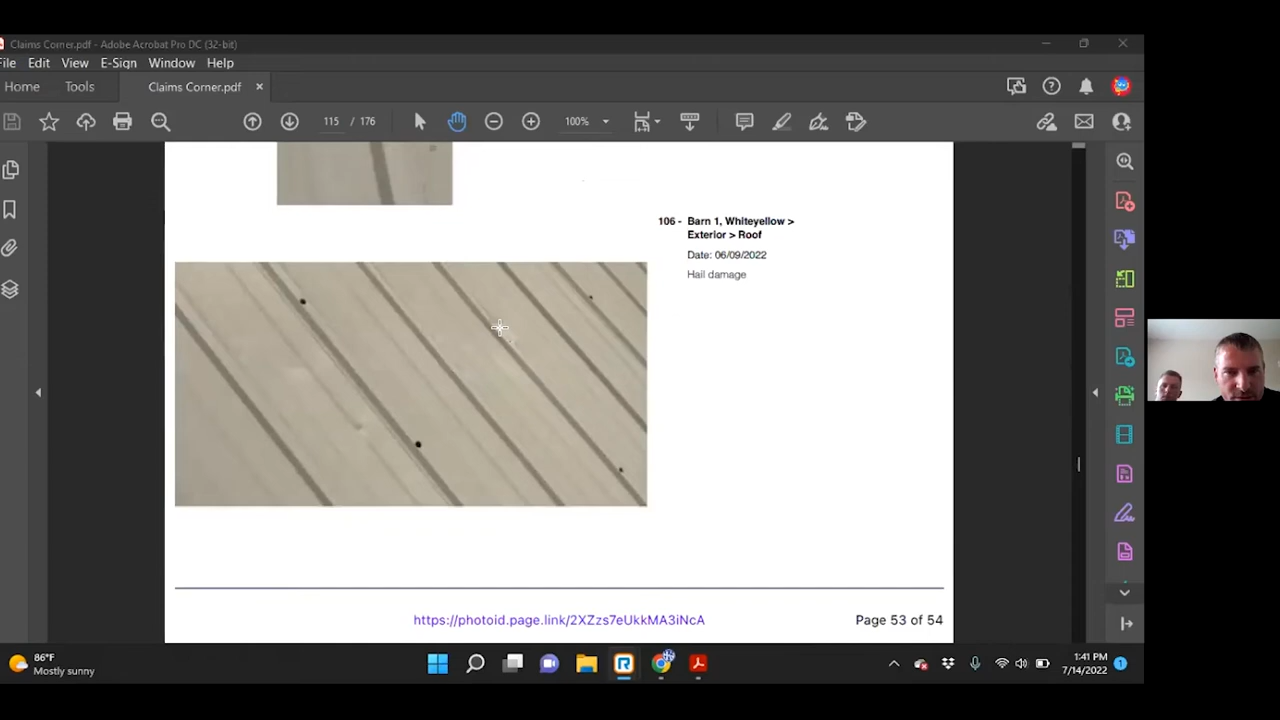 Claims Corner.pdf - Adobe Acrobat Pro DC (32-bit)
File Edit View E-Sign Window Help
Home Tools Claims Corner.pdf ×
115 / 176 100%
106 - Barn 1, Whiteyellow >
Exterior > Roof
Date: 06/09/2022
Hail damage
https://photoid.page.link/2XZzs7eUkkMA3iNcA Page 53 of 54
86°F
Mostly sunny
1:41 PM
7/14/2022
1